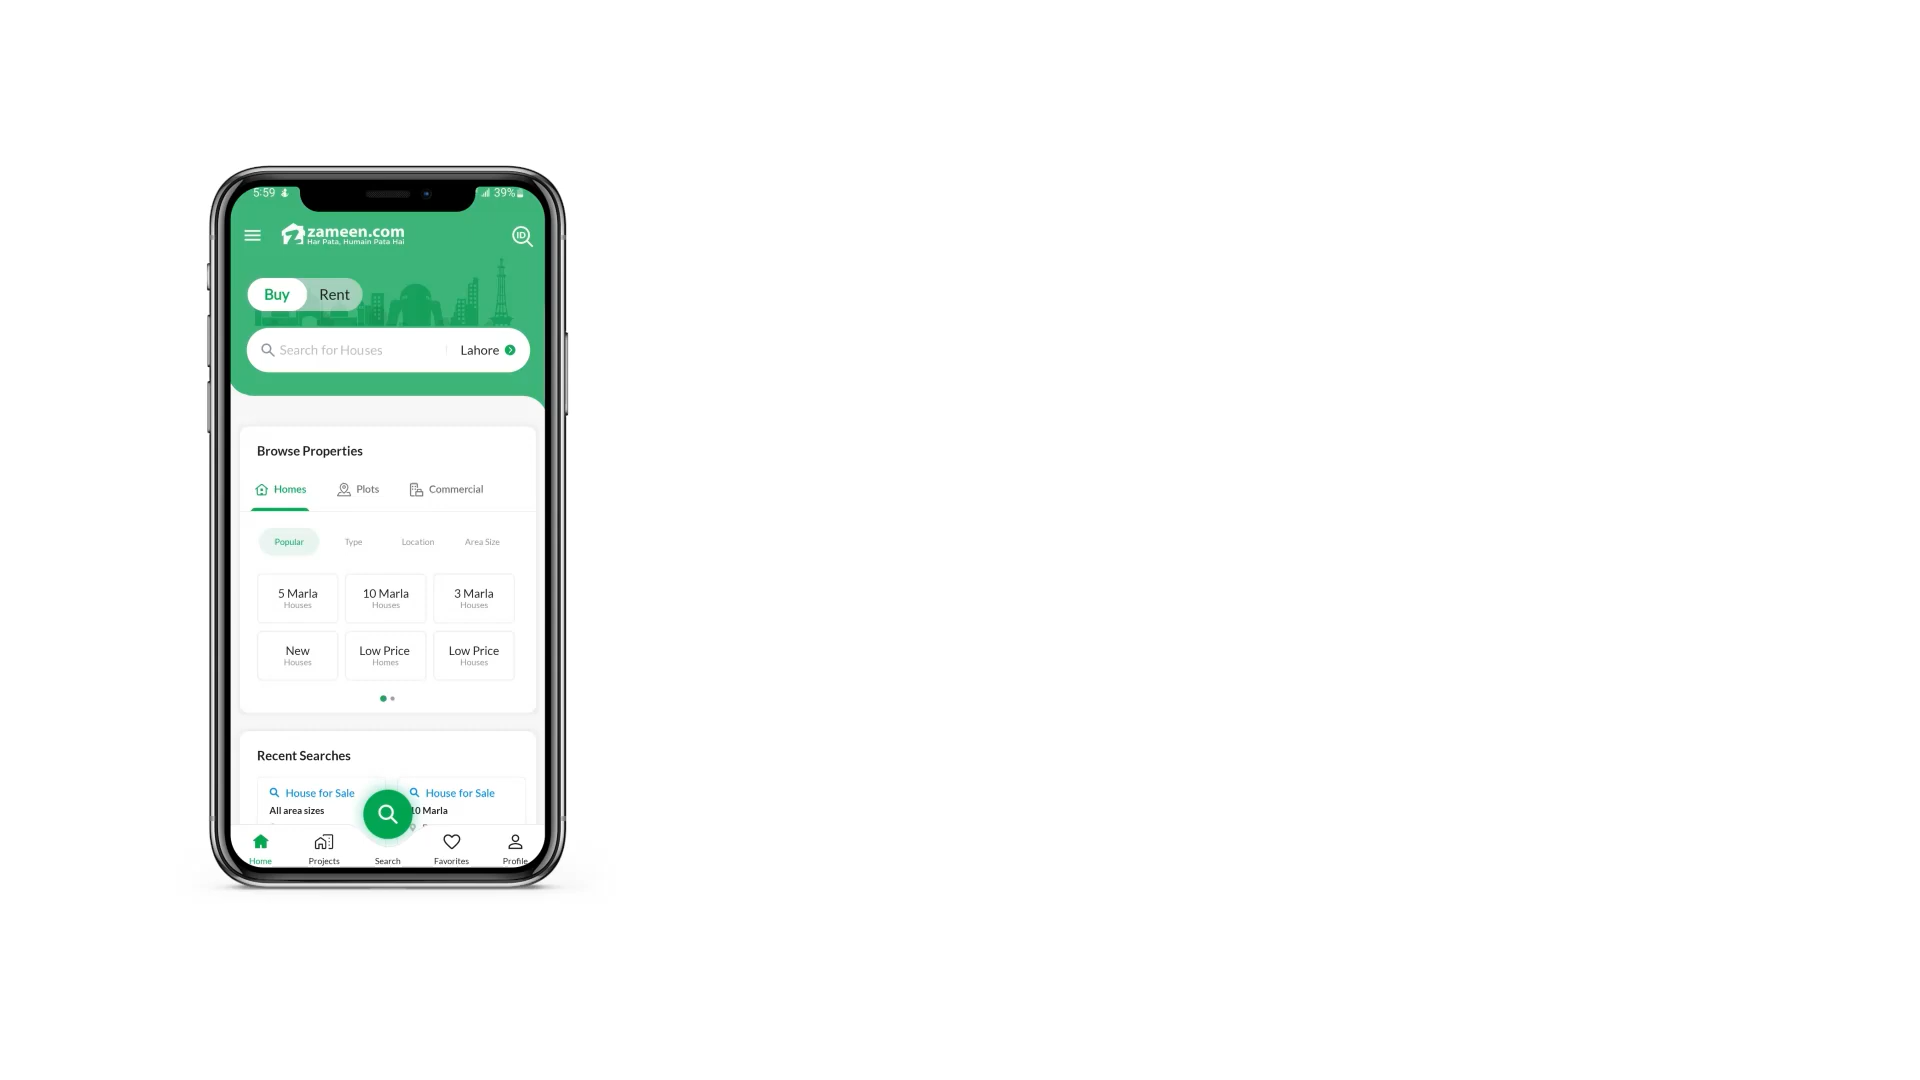 5:59
39%
zameen.com
Har Pata, Humain Pata Hai
ID
Buy Rent
Search for Houses Lahore
Browse Properties
Homes Plots Commercial
Popular Type Location Area Size
5 Marla 10 Marla 3 Marla
Houses Houses Houses
New Low Price Low Price
Houses Homes Houses
Recent Searches
House for Sale House for Sale
All area sizes 10 Marla
Home Projects Search Favorites Profile